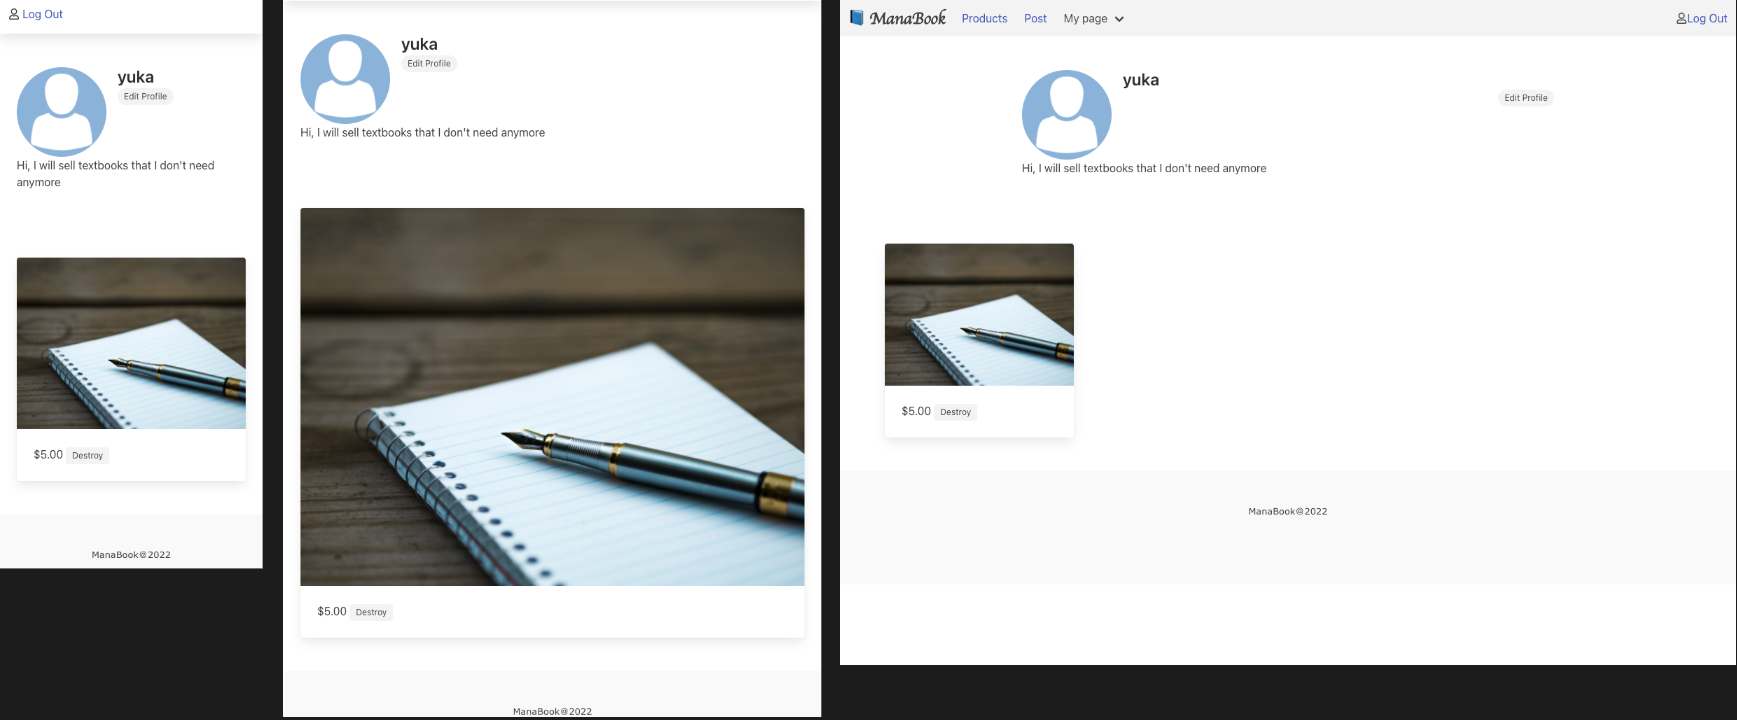 Log Out
yuka
Edit Profile
Hi, I will sell textbooks that I don't need
anymore
$5.00 Destroy
ManaBook@2022
yuka
Edit Profile
Hi, I will sell textbooks that I don't need anymore
$5.00 Destroy
ManaBook@2022
ManaBook Products Post My page Log Out
yuka
Edit Profile
Hi, I will sell textbooks that I don't need anymore
$5.00 Destroy
ManaBook@2022